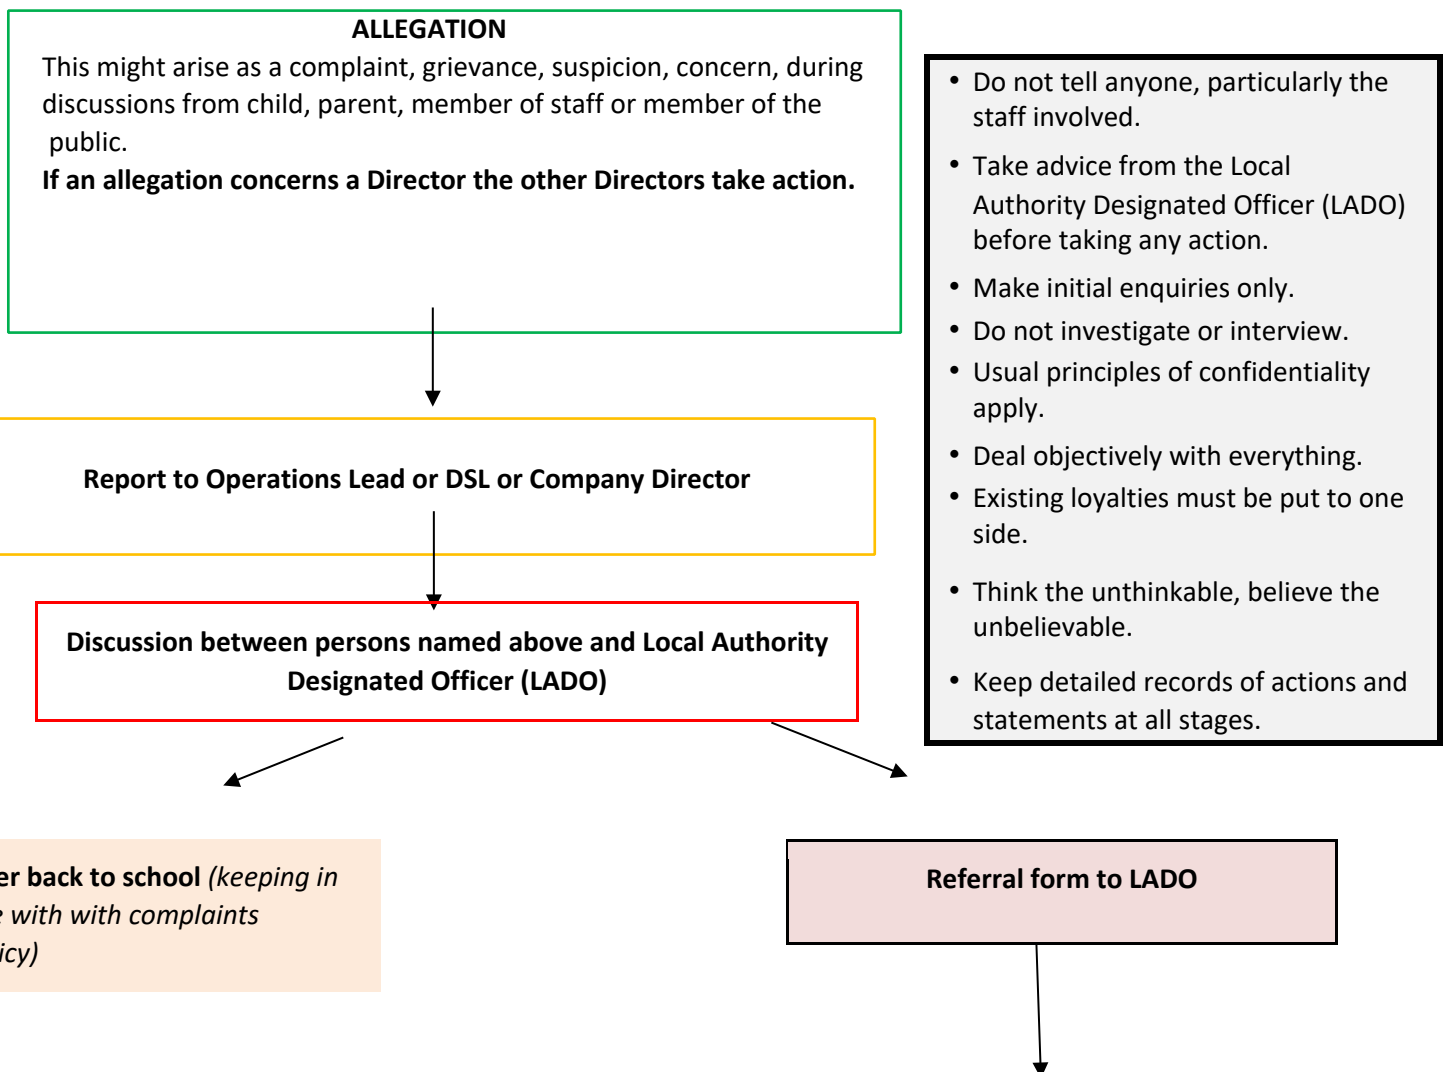 ALLEGATION
This might arise as a complaint, grievance, suspicion, concern, during
discussions from child, parent, member of staff or member of the
public.
If an allegation concerns a Director the other Directors take action.
Report to Operations Lead or DSL or Company Director
Discussion between persons named above and Local Authority
Designated Officer (LADO)
• Do not tell anyone, particularly the
staff involved.
• Take advice from the Local
Authority Designated Officer (LADO)
before taking any action.
• Make initial enquiries only.
• Do not investigate or interview.
• Usual principles of confidentiality
apply.
• Deal objectively with everything.
• Existing loyalties must be put to one
side.
• Think the unthinkable, believe the
unbelievable.
• Keep detailed records of actions and
statements at all stages.
back to school (keeping in
with with complaints
Referral form to LADO